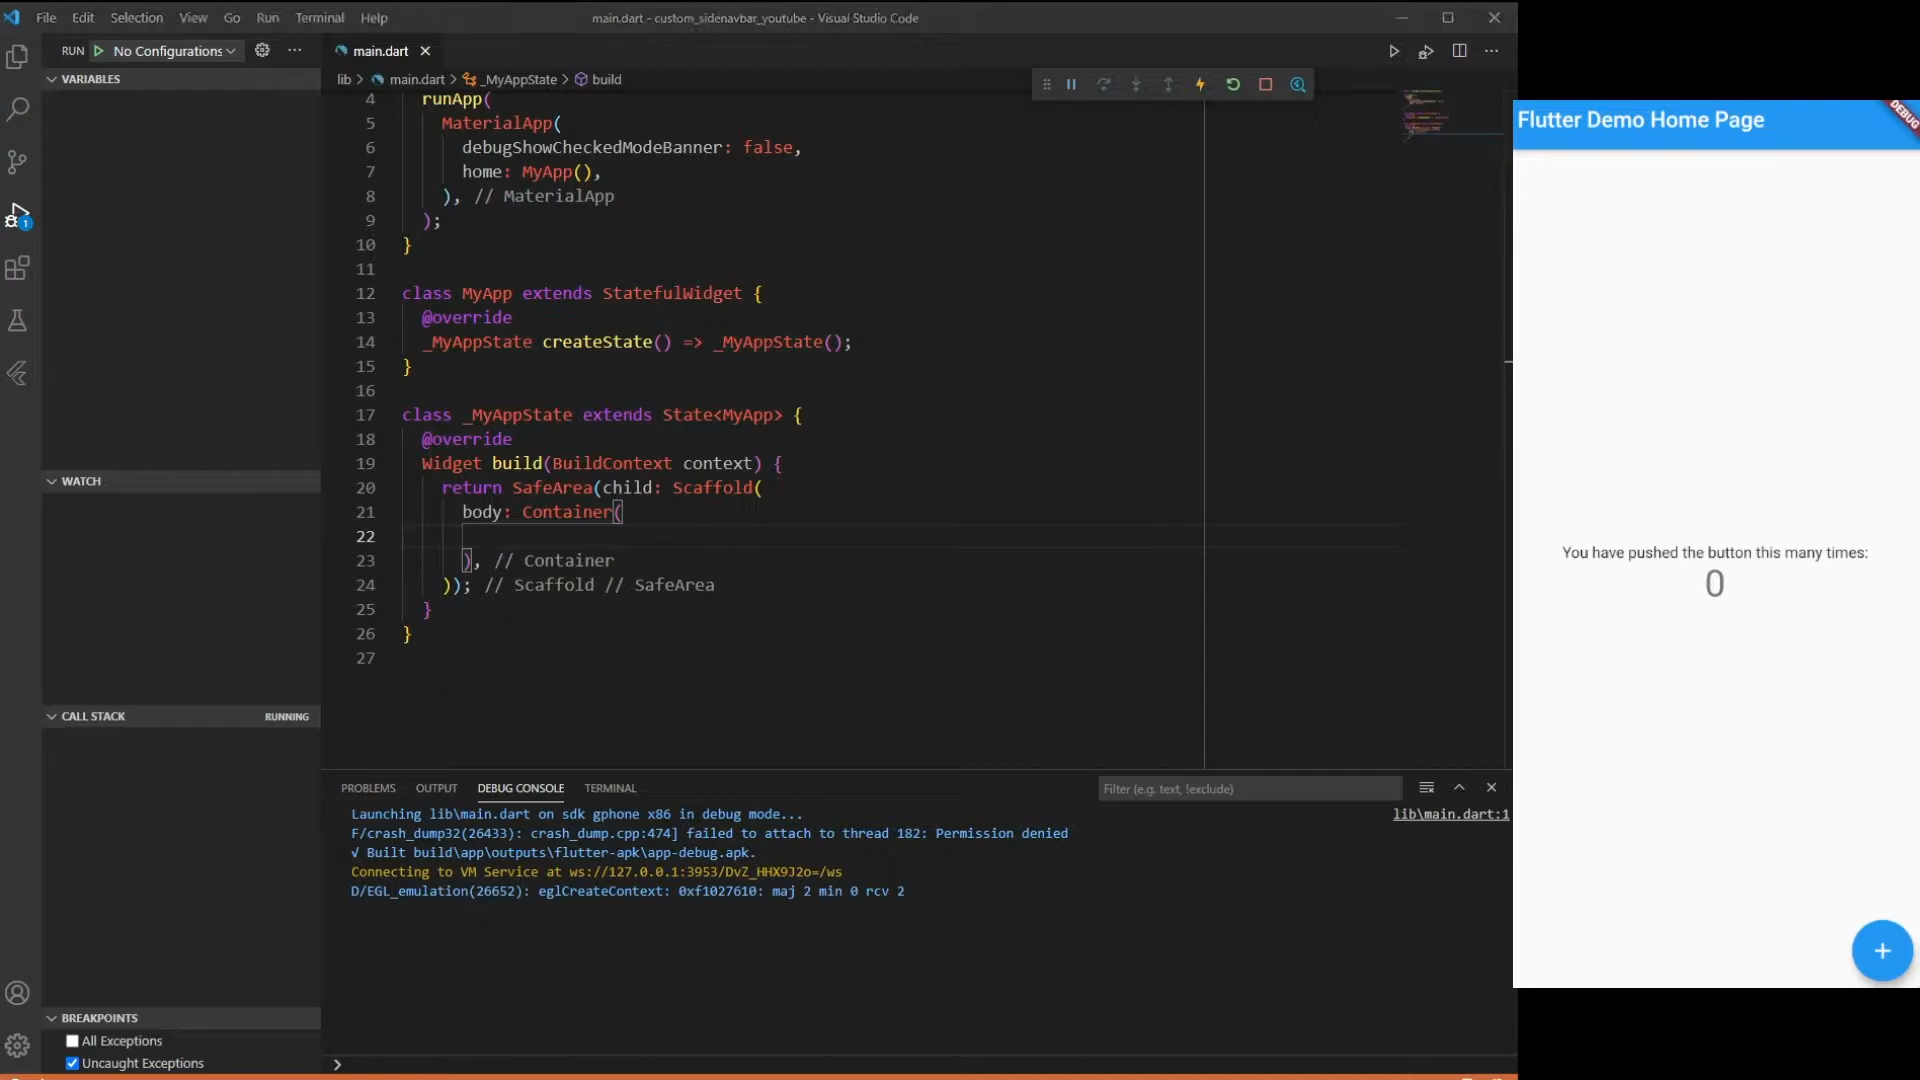 File Edit Selection View Go Run Terminal Help
main.dart - custom_sidenavbar_youtube - Visual Studio Code
RUN No Configurations
main.dart
VARIABLES
lib > main.dart > _MyAppState > build
4 runApp(
5 MaterialApp(
6 debugShowCheckedModeBanner: false,
7 home: MyApp(),
8 ), // MaterialApp
9 );
10 }
11
12 class MyApp extends StatefulWidget {
13 @override
14 _MyAppState createState() => _MyAppState();
15 }
16
17 class _MyAppState extends State<MyApp> {
18 @override
19 Widget build(BuildContext context) {
20 return SafeArea(child: Scaffold(
21 body: Container(
22
23 ), // Container
24 )); // Scaffold // SafeArea
25 }
26 }
27
WATCH
CALL STACK RUNNING
BREAKPOINTS
All Exceptions
Uncaught Exceptions
1
PROBLEMS OUTPUT DEBUG CONSOLE TERMINAL
Filter (e.g. text, !exclude)
Launching lib\main.dart on sdk gphone x86 in debug mode...
lib\main.dart:1
F/crash_dump32(26433): crash_dump.cpp:474] failed to attach to thread 182: Permission denied
√ Built build\app\outputs\flutter-apk\app-debug.apk.
Connecting to VM Service at ws://127.0.0.1:3953/DvZ_HHX9J2o=/ws
D/EGL_emulation(26652): eglCreateContext: 0xf1027610: maj 2 min 0 rcv 2
Flutter Demo Home Page
DEBUG
You have pushed the button this many times:
0
+